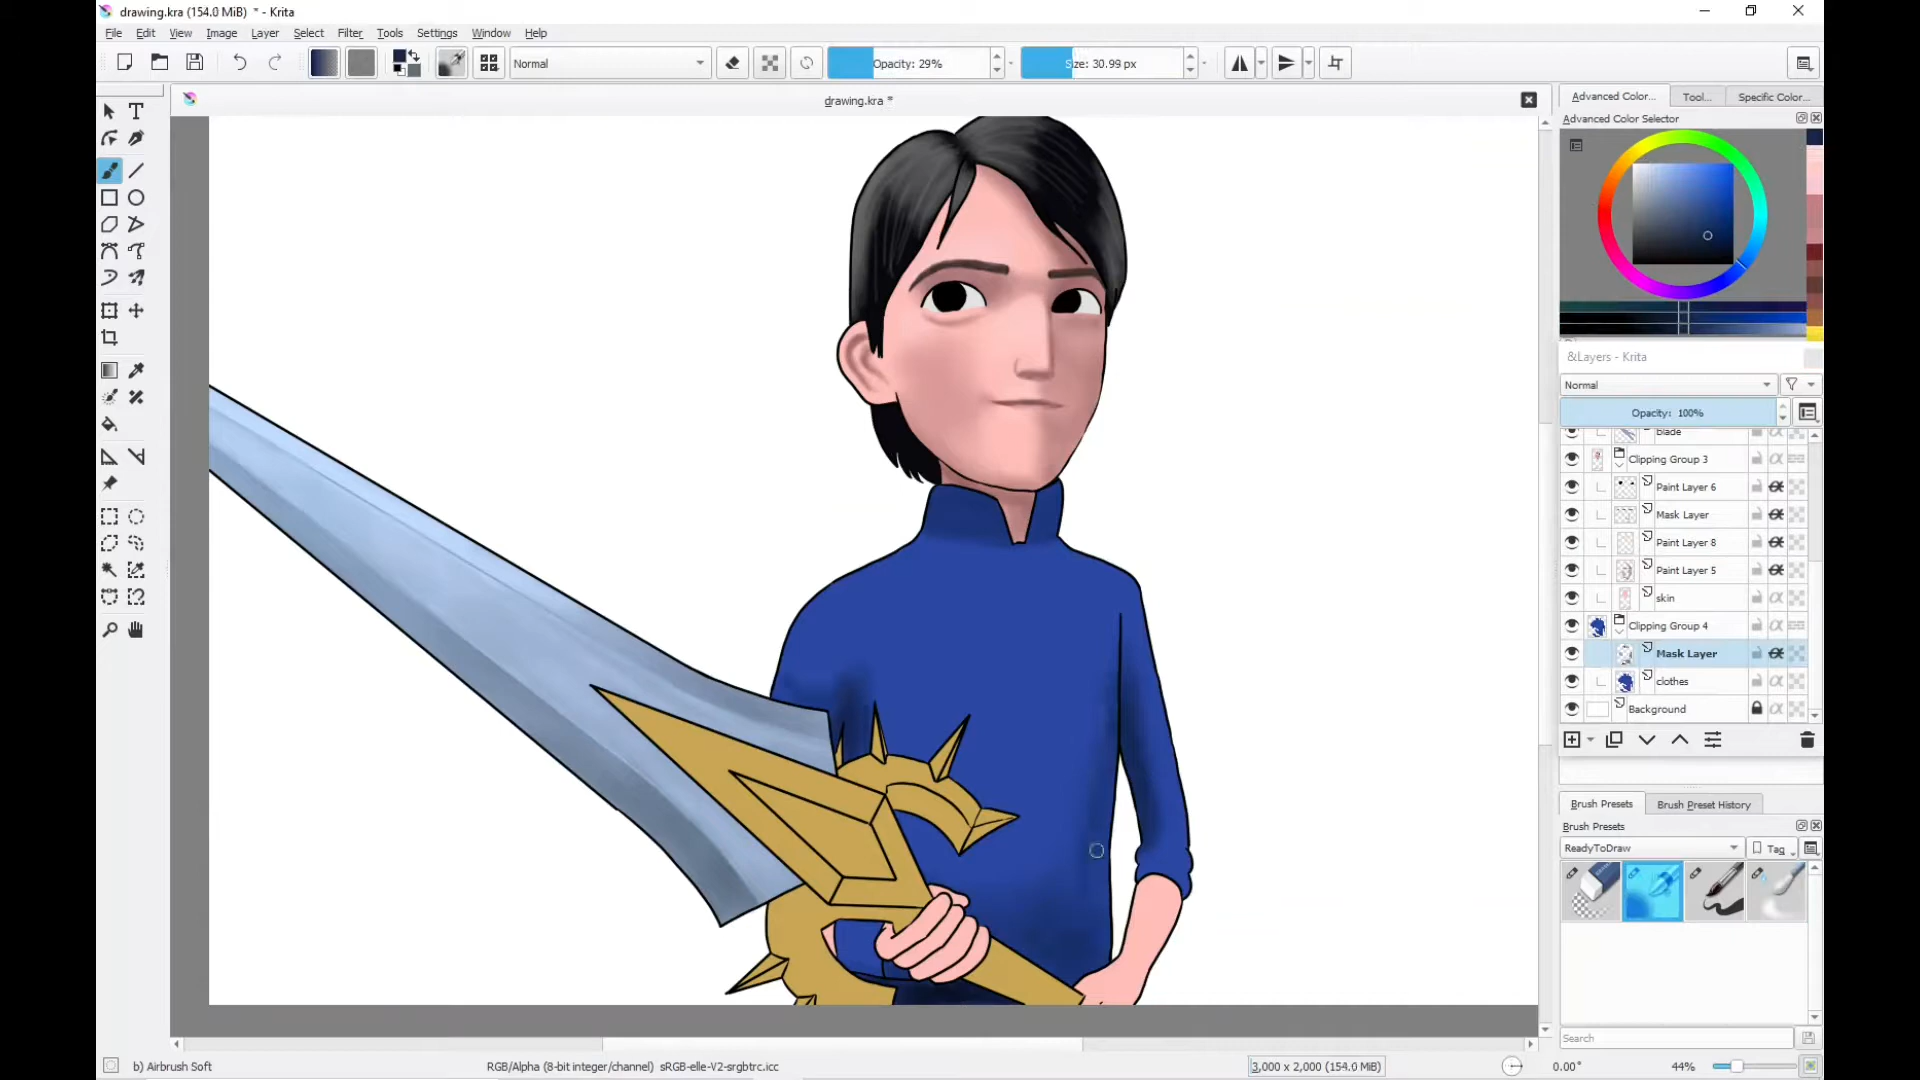 drawing.kra (154.0 MiB) * - Krita
File Edit View Image Layer Select Filter Tools Settings Window Help
Normal
Opacity: 29%
Size: 30.99 px
drawing.kra *
Advanced Color... Tool... Specific Color...
Advanced Color Selector
&Layers - Krita
Normal
Opacity: 100%
blade
Clipping Group 3
Paint Layer 6
Mask Layer
Paint Layer 8
Paint Layer 5
skin
Clipping Group 4
Mask Layer
clothes
Background
Brush Presets Brush Preset History
Brush Presets
ReadyToDraw
Tag
Search
b) Airbrush Soft
RGB/Alpha (8-bit integer/channel) sRGB-elle-V2-srgbtrc.icc
3,000 x 2,000 (154.0 MiB)
0.00°
44%